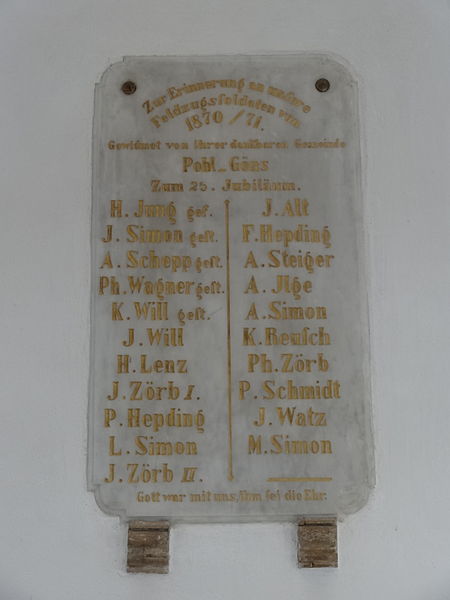 Zur Erinnerung an unsere
Feldzugsſoldaten von
1870/71.
Gewidmet von ihrer dankbaren Gemeinde
Pohl-Göns
Zum 25. Jubiläum.
H. Jung gef.
J. Simon geſt.
A. Schepp geſt.
Ph. Wagner geſt.
K. Will geſt.
J. Will
H. Lenz
J. Zörb I.
P. Hepding
L. Simon
J. Zörb II.
J. Alt
F. Hepding
A. Steiger
A. Jlge
A. Simon
K. Reuſch
Ph. Zörb
P. Schmidt
J. Watz
M. Simon
Gott war mit uns, ihm ſei die Ehr.